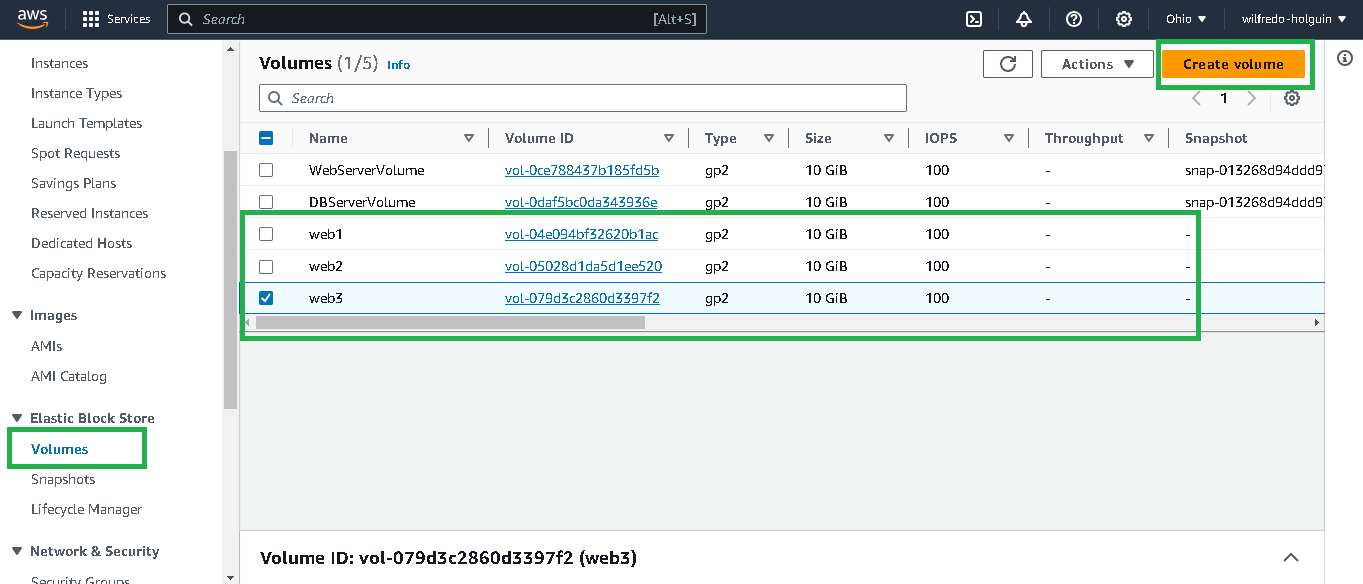 aws Services Search [Alt+S] Ohio wilfredo-holguin
Instances
Instance Types
Launch Templates
Spot Requests
Savings Plans
Reserved Instances
Dedicated Hosts
Capacity Reservations
Images
AMIs
AMI Catalog
Elastic Block Store
Volumes
Snapshots
Lifecycle Manager
Network & Security
Security Groups
Volumes (1/5) Info Actions Create volume
Search 1
Name Volume ID Type Size IOPS Throughput Snapshot
WebServerVolume vol-0ce788437b185fd5b gp2 10 GiB 100 - snap-013268d94ddd9
DBServerVolume vol-0daf5bc0da343936e gp2 10 GiB 100 - snap-013268d94ddd9
web1 vol-04e094bf32620b1ac gp2 10 GiB 100 - -
web2 vol-05028d1da5d1ee520 gp2 10 GiB 100 - -
web3 vol-079d3c2860d3397f2 gp2 10 GiB 100 - -
Volume ID: vol-079d3c2860d3397f2 (web3)